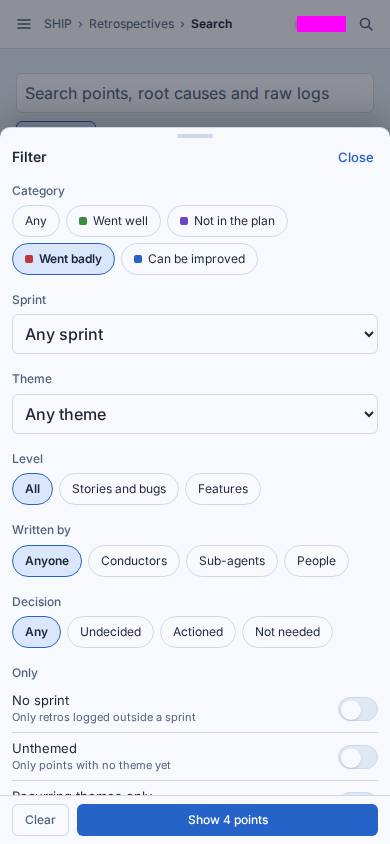 SHIP › Retrospectives › Search
Search points, root causes and raw logs
Filter
Close
Category
Any
Went well
Not in the plan
Went badly
Can be improved
Sprint
Any sprint
Theme
Any theme
Level
All
Stories and bugs
Features
Written by
Anyone
Conductors
Sub-agents
People
Decision
Any
Undecided
Actioned
Not needed
Only
No sprint
Only retros logged outside a sprint
Unthemed
Only points with no theme yet
Recurring themes only
Clear
Show 4 points